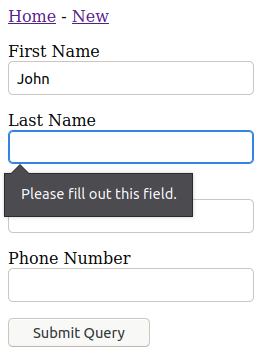 Home - New
First Name
John
Last Name
Please fill out this field.
Phone Number
Submit Query